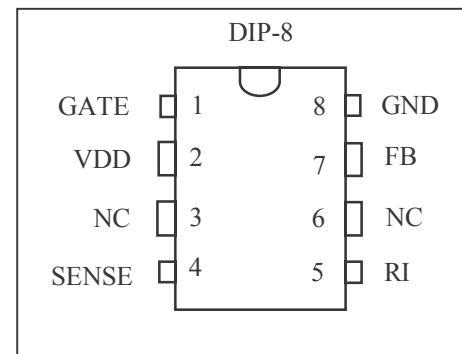 DIP-8
GATE 1 8 GND
VDD 2 7 FB
NC 3 6 NC
SENSE 4 5 RI